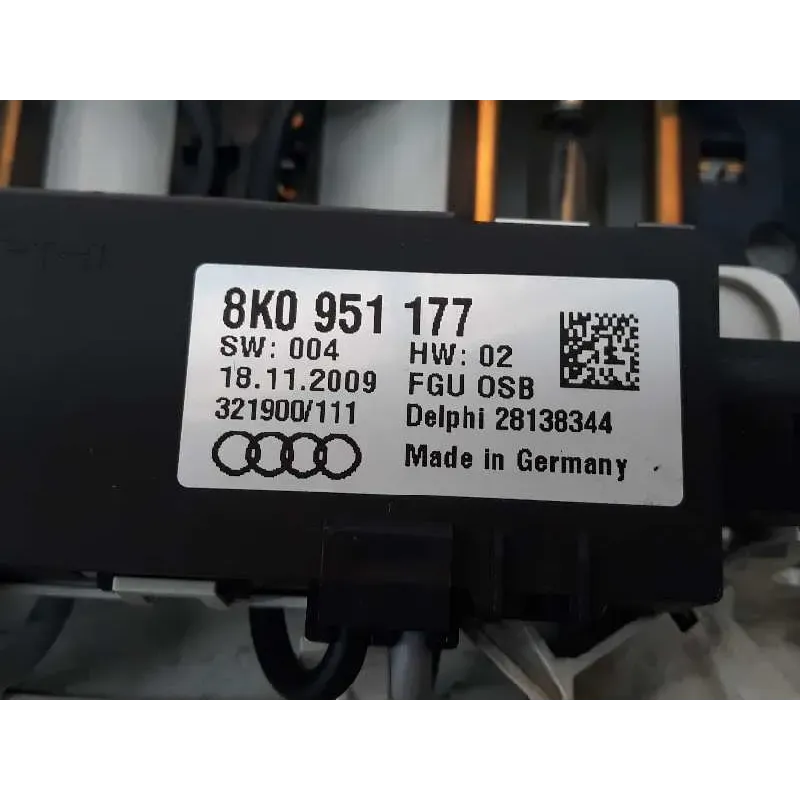 8K0 951 177
SW: 004 HW: 02
18.11.2009 FGU OSB
321900/111 Delphi 28138344
Made in Germany